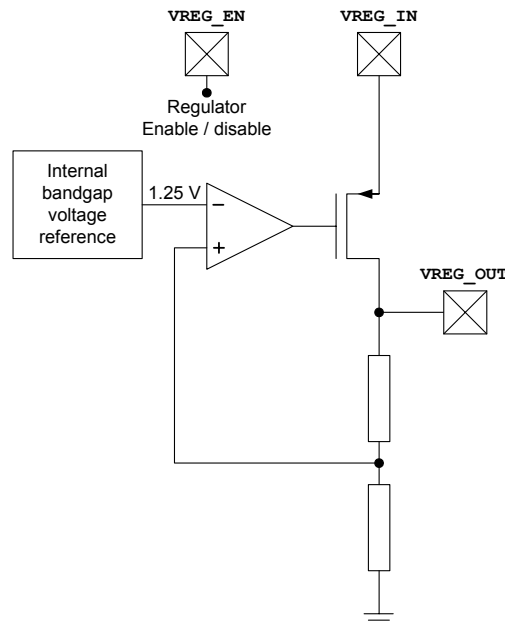 VREG_EN
VREG_IN
Regulator
Enable / disable
Internal
bandgap
voltage
reference
1.25 V
−
+
VREG_OUT